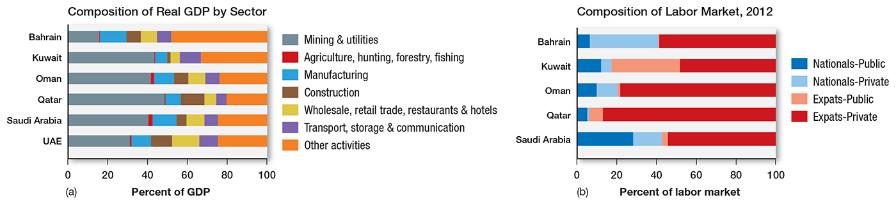 Composition of Real GDP by Sector
Bahrain
Kuwait
Oman
Qatar
Saudi Arabia
UAE
0 20 40 60 80 100
(a) Percent of GDP
Mining & utilities
Agriculture, hunting, forestry, fishing
Manufacturing
Construction
Wholesale, retail trade, restaurants & hotels
Transport, storage & communication
Other activities
Composition of Labor Market, 2012
Bahrain
Kuwait
Oman
Qatar
Saudi Arabia
0 20 40 60 80 100
(b) Percent of labor market
Nationals-Public
Nationals-Private
Expats-Public
Expats-Private